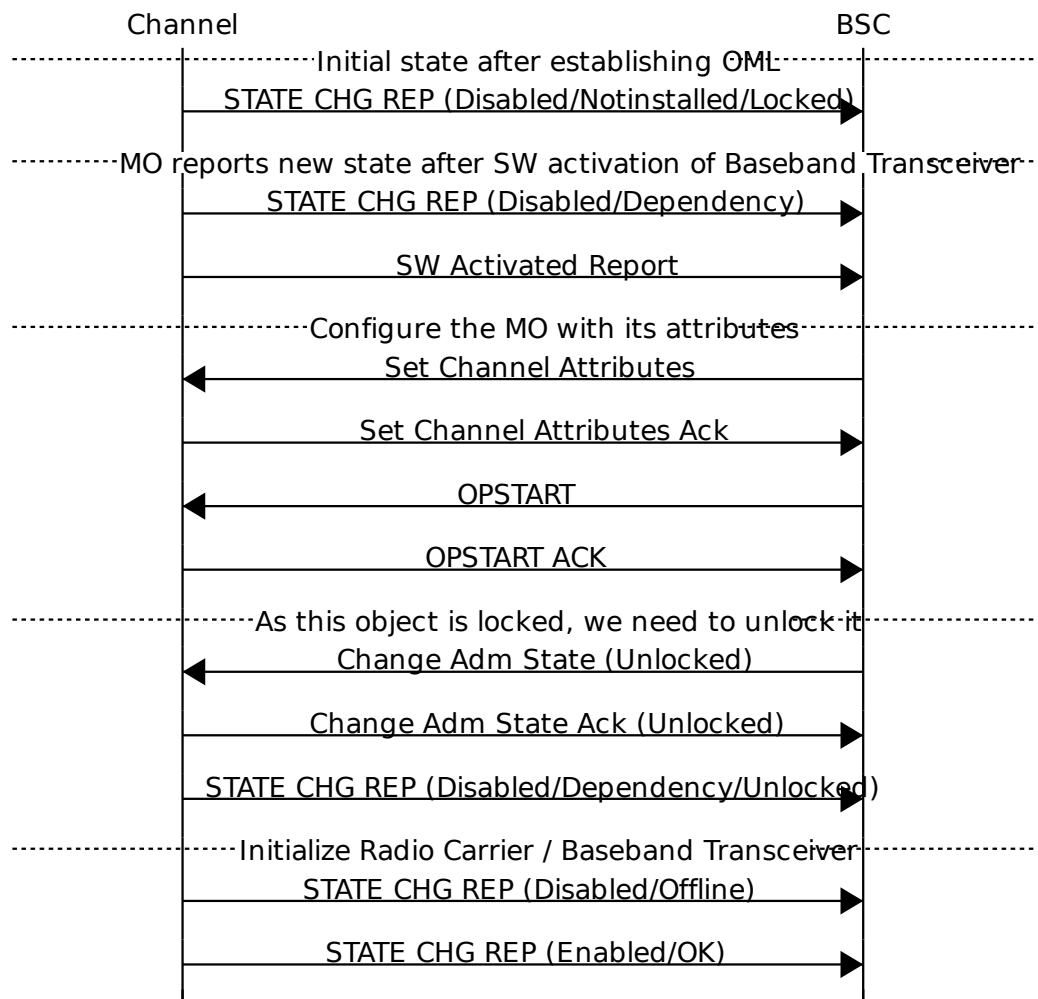 Channel BSC
Initial state after establishing OML
STATE CHG REP (Disabled/Notinstalled/Locked)
MO reports new state after SW activation of Baseband Transceiver
STATE CHG REP (Disabled/Dependency)
SW Activated Report
Configure the MO with its attributes
Set Channel Attributes
Set Channel Attributes Ack
OPSTART
OPSTART ACK
As this object is locked, we need to unlock it
Change Adm State (Unlocked)
Change Adm State Ack (Unlocked)
STATE CHG REP (Disabled/Dependency/Unlocked)
Initialize Radio Carrier / Baseband Transceiver
STATE CHG REP (Disabled/Offline)
STATE CHG REP (Enabled/OK)